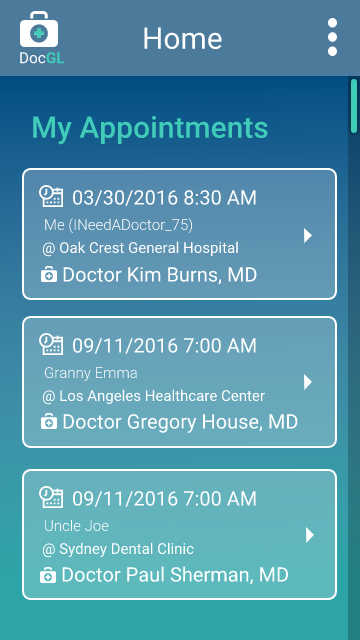 DocGL
Home
My Appointments
03/30/2016 8:30 AM
Me (INeedADoctor_75)
@ Oak Crest General Hospital
Doctor Kim Burns, MD
09/11/2016 7:00 AM
Granny Emma
@ Los Angeles Healthcare Center
Doctor Gregory House, MD
09/11/2016 7:00 AM
Uncle Joe
@ Sydney Dental Clinic
Doctor Paul Sherman, MD